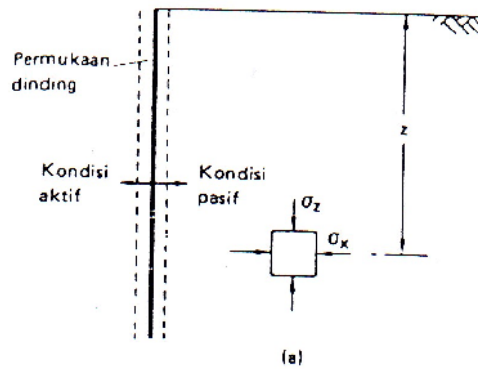 Permukaan
dinding
z
Kondisi
aktif
Kondisi
pasif
σz
σx
(a)